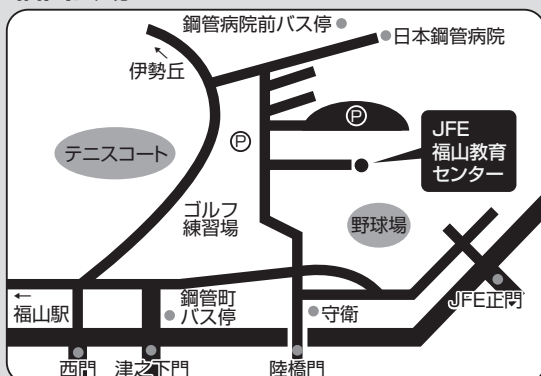 鋼管病院前バス停
日本鋼管病院
伊勢丘
Ⓟ
Ⓟ
JFE
福山教育
センター
テニスコート
ゴルフ
練習場
野球場
←
福山駅
鋼管町
バス停
守衛
JFE正門
西門
津之下門
陸橋門